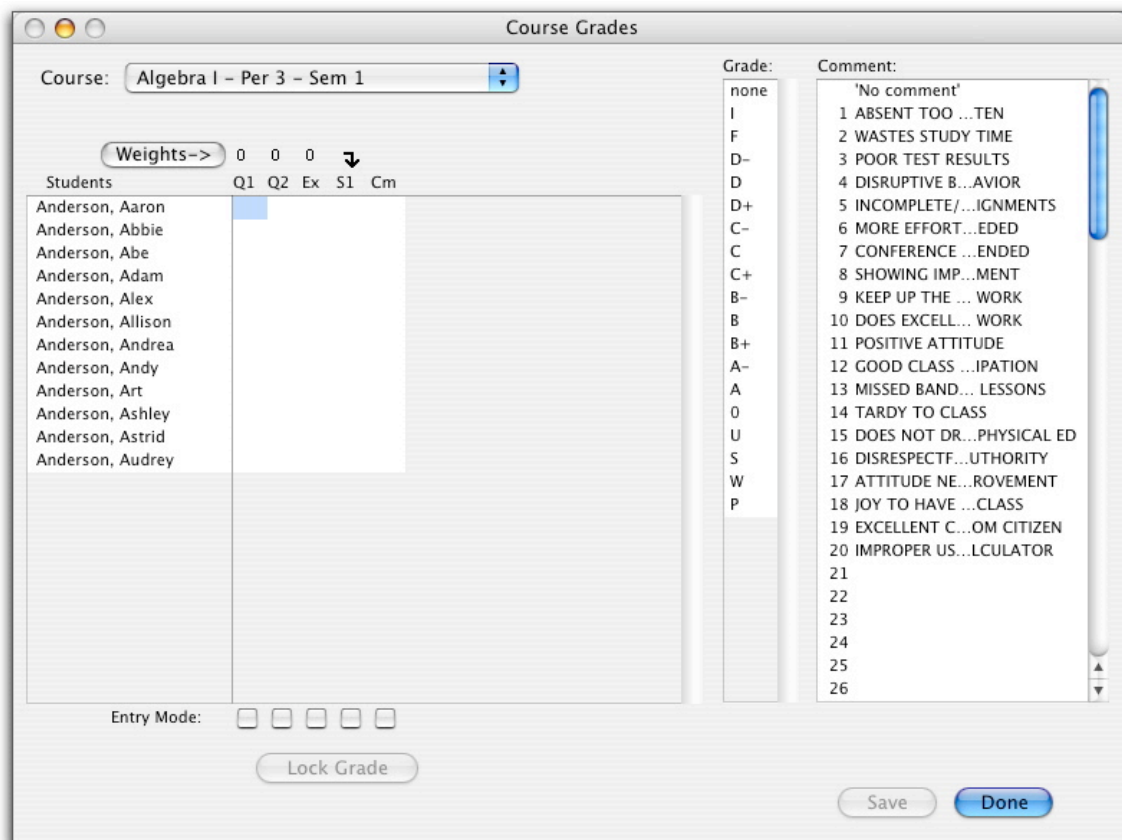 Course Grades
Course: Algebra I – Per 3 – Sem 1
Weights–> 0 0 0
Students Q1 Q2 Ex S1 Cm
Anderson, Aaron
Anderson, Abbie
Anderson, Abe
Anderson, Adam
Anderson, Alex
Anderson, Allison
Anderson, Andrea
Anderson, Andy
Anderson, Art
Anderson, Ashley
Anderson, Astrid
Anderson, Audrey
Entry Mode:
Lock Grade
Grade:
none
I
F
D–
D
D+
C–
C
C+
B–
B
B+
A–
A
0
U
S
W
P
Comment:
'No comment'
1 ABSENT TOO ...TEN
2 WASTES STUDY TIME
3 POOR TEST RESULTS
4 DISRUPTIVE B...AVIOR
5 INCOMPLETE/...IGNMENTS
6 MORE EFFORT...EDED
7 CONFERENCE ...ENDED
8 SHOWING IMP...MENT
9 KEEP UP THE ... WORK
10 DOES EXCELL... WORK
11 POSITIVE ATTITUDE
12 GOOD CLASS ...IPATION
13 MISSED BAND... LESSONS
14 TARDY TO CLASS
15 DOES NOT DR...PHYSICAL ED
16 DISRESPECTF...UTHORITY
17 ATTITUDE NE...ROVEMENT
18 JOY TO HAVE ...CLASS
19 EXCELLENT C...OM CITIZEN
20 IMPROPER US...LCULATOR
21
22
23
24
25
26
Save
Done